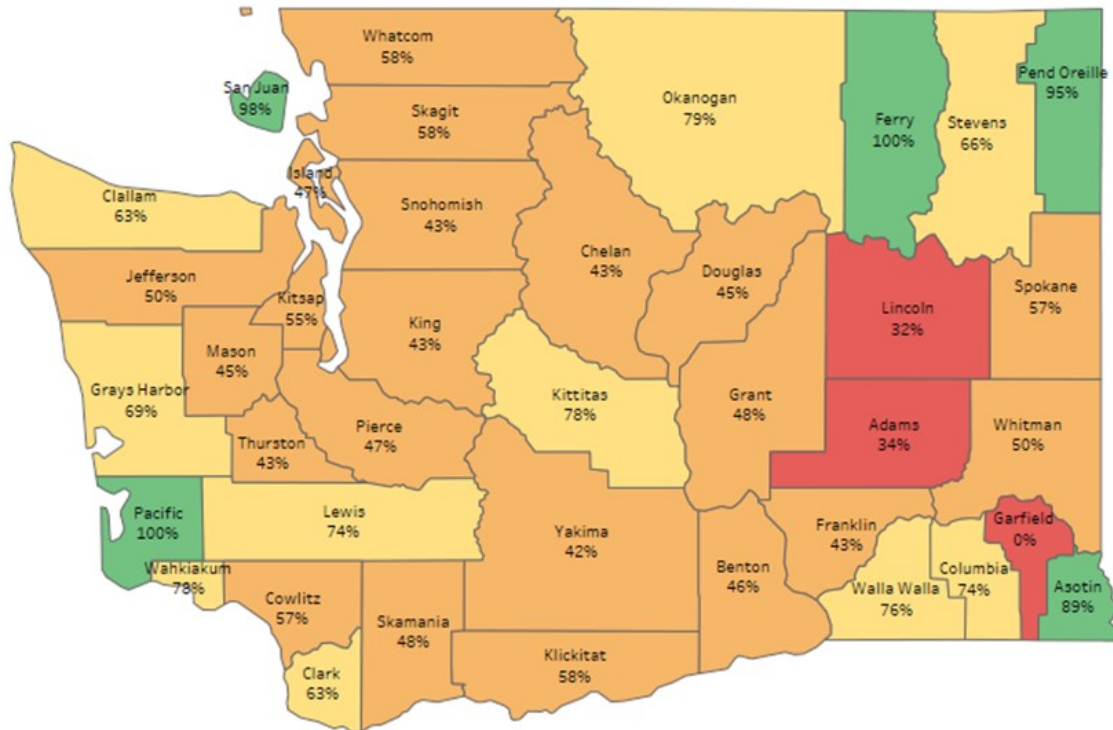 Whatcom
58%
San Juan
98%
Skagit
58%
Okanogan
79%
Ferry
100%
Stevens
66%
Pend Oreille
95%
Island
47%
Clallam
63%
Snohomish
43%
Chelan
43%
Douglas
45%
Jefferson
50%
Kitsap
55%
King
43%
Lincoln
32%
Spokane
57%
Mason
45%
Grays Harbor
69%
Kittitas
78%
Grant
48%
Adams
34%
Whitman
50%
Thurston
43%
Pierce
47%
Pacific
100%
Lewis
74%
Yakima
42%
Franklin
43%
Garfield
0%
Wahkiakum
78%
Benton
46%
Walla Walla
76%
Columbia
74%
Asotin
89%
Cowlitz
57%
Skamania
48%
Klickitat
58%
Clark
63%